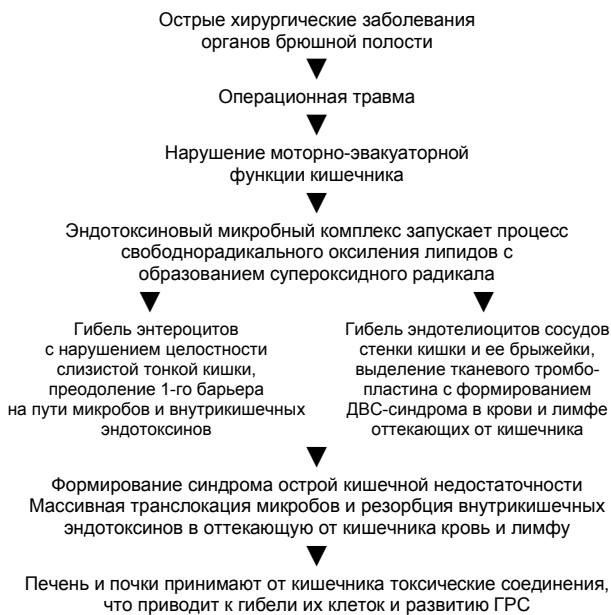 Острые хирургические заболевания
органов брюшной полости
Операционная травма
Нарушение моторно-эвакуаторной
функции кишечника
Эндотоксиновый микробный комплекс запускает процесс
свободнорадикального оксиления липидов с
образованием супероксидного радикала
Гибель энтероцитов
с нарушением целостности
слизистой тонкой кишки,
преодоление 1-го барьера
на пути микробов и внутрикишечных
эндотоксинов
Гибель эндотелиоцитов сосудов
стенки кишки и ее брыжейки,
выделение тканевого тромбо-
пластина с формированием
ДВС-синдрома в крови и лимфе
оттекающих от кишечника
Формирование синдрома острой кишечной недостаточности
Массивная транслокация микробов и резорбция внутрикишечных
эндотоксинов в оттекающую от кишечника кровь и лимфу
Печень и почки принимают от кишечника токсические соединения,
что приводит к гибели их клеток и развитию ГРС